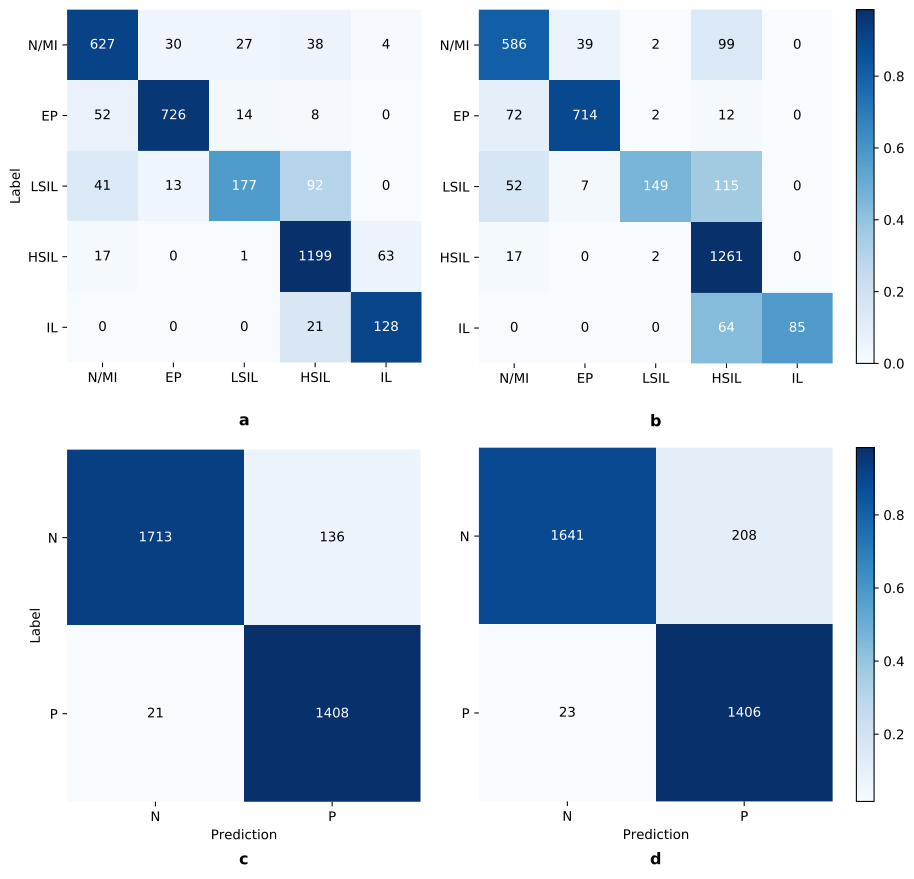 N/MI 627 30 27 38 4
EP 52 726 14 8 0
LSIL 41 13 177 92 0
HSIL 17 0 1 1199 63
IL 0 0 0 21 128
N/MI EP LSIL HSIL IL
Label
a
N/MI 586 39 2 99 0
EP 72 714 2 12 0
LSIL 52 7 149 115 0
HSIL 17 0 2 1261 0
IL 0 0 0 64 85
N/MI EP LSIL HSIL IL
b
0.8
0.6
0.4
0.2
0.0
N 1713 136
P 21 1408
N P
Label
Prediction
c
N 1641 208
P 23 1406
N P
Prediction
d
0.8
0.6
0.4
0.2